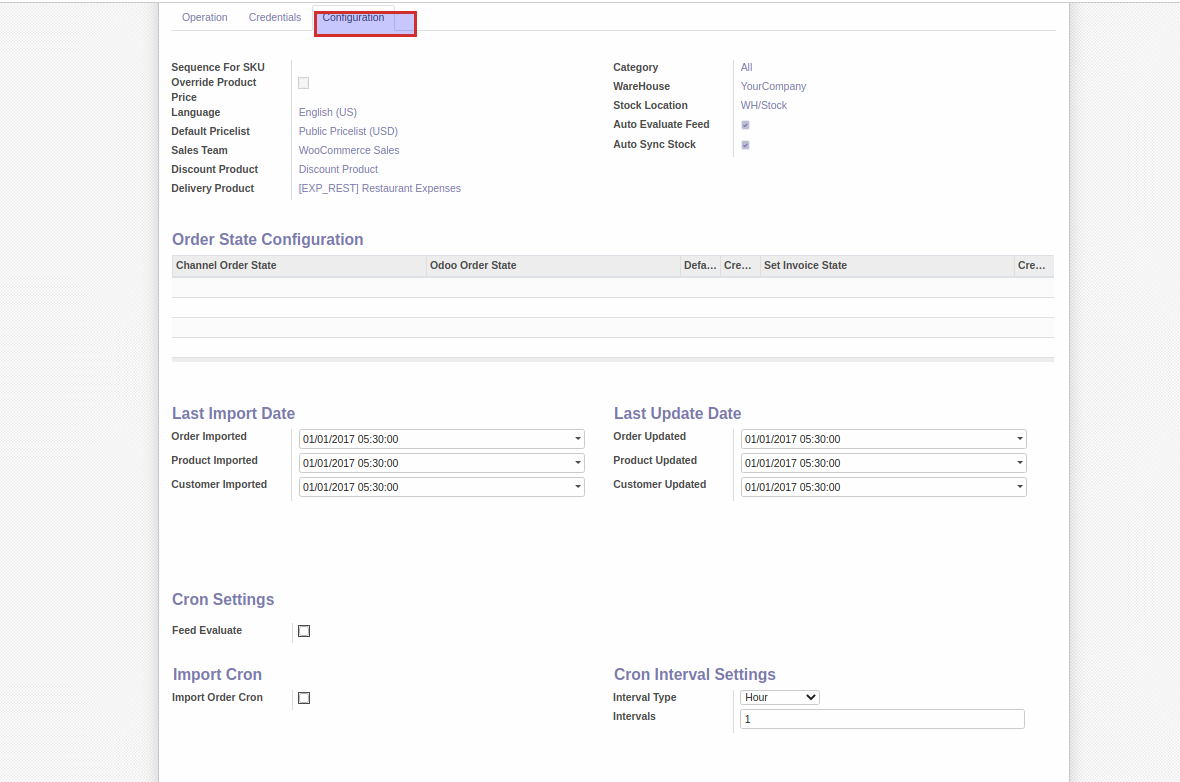 Operation Credentials Configuration
Sequence For SKU
Override Product
Price
Language English (US)
Default Pricelist Public Pricelist (USD)
Sales Team WooCommerce Sales
Discount Product Discount Product
Delivery Product [EXP_REST] Restaurant Expenses
Category All
WareHouse YourCompany
Stock Location WH/Stock
Auto Evaluate Feed
Auto Sync Stock
Order State Configuration
Channel Order State Odoo Order State Defa... Cre... Set Invoice State Cre...
Last Import Date
Order Imported 01/01/2017 05:30:00
Product Imported 01/01/2017 05:30:00
Customer Imported 01/01/2017 05:30:00
Last Update Date
Order Updated 01/01/2017 05:30:00
Product Updated 01/01/2017 05:30:00
Customer Updated 01/01/2017 05:30:00
Cron Settings
Feed Evaluate
Import Cron
Import Order Cron
Cron Interval Settings
Interval Type Hour
Intervals 1